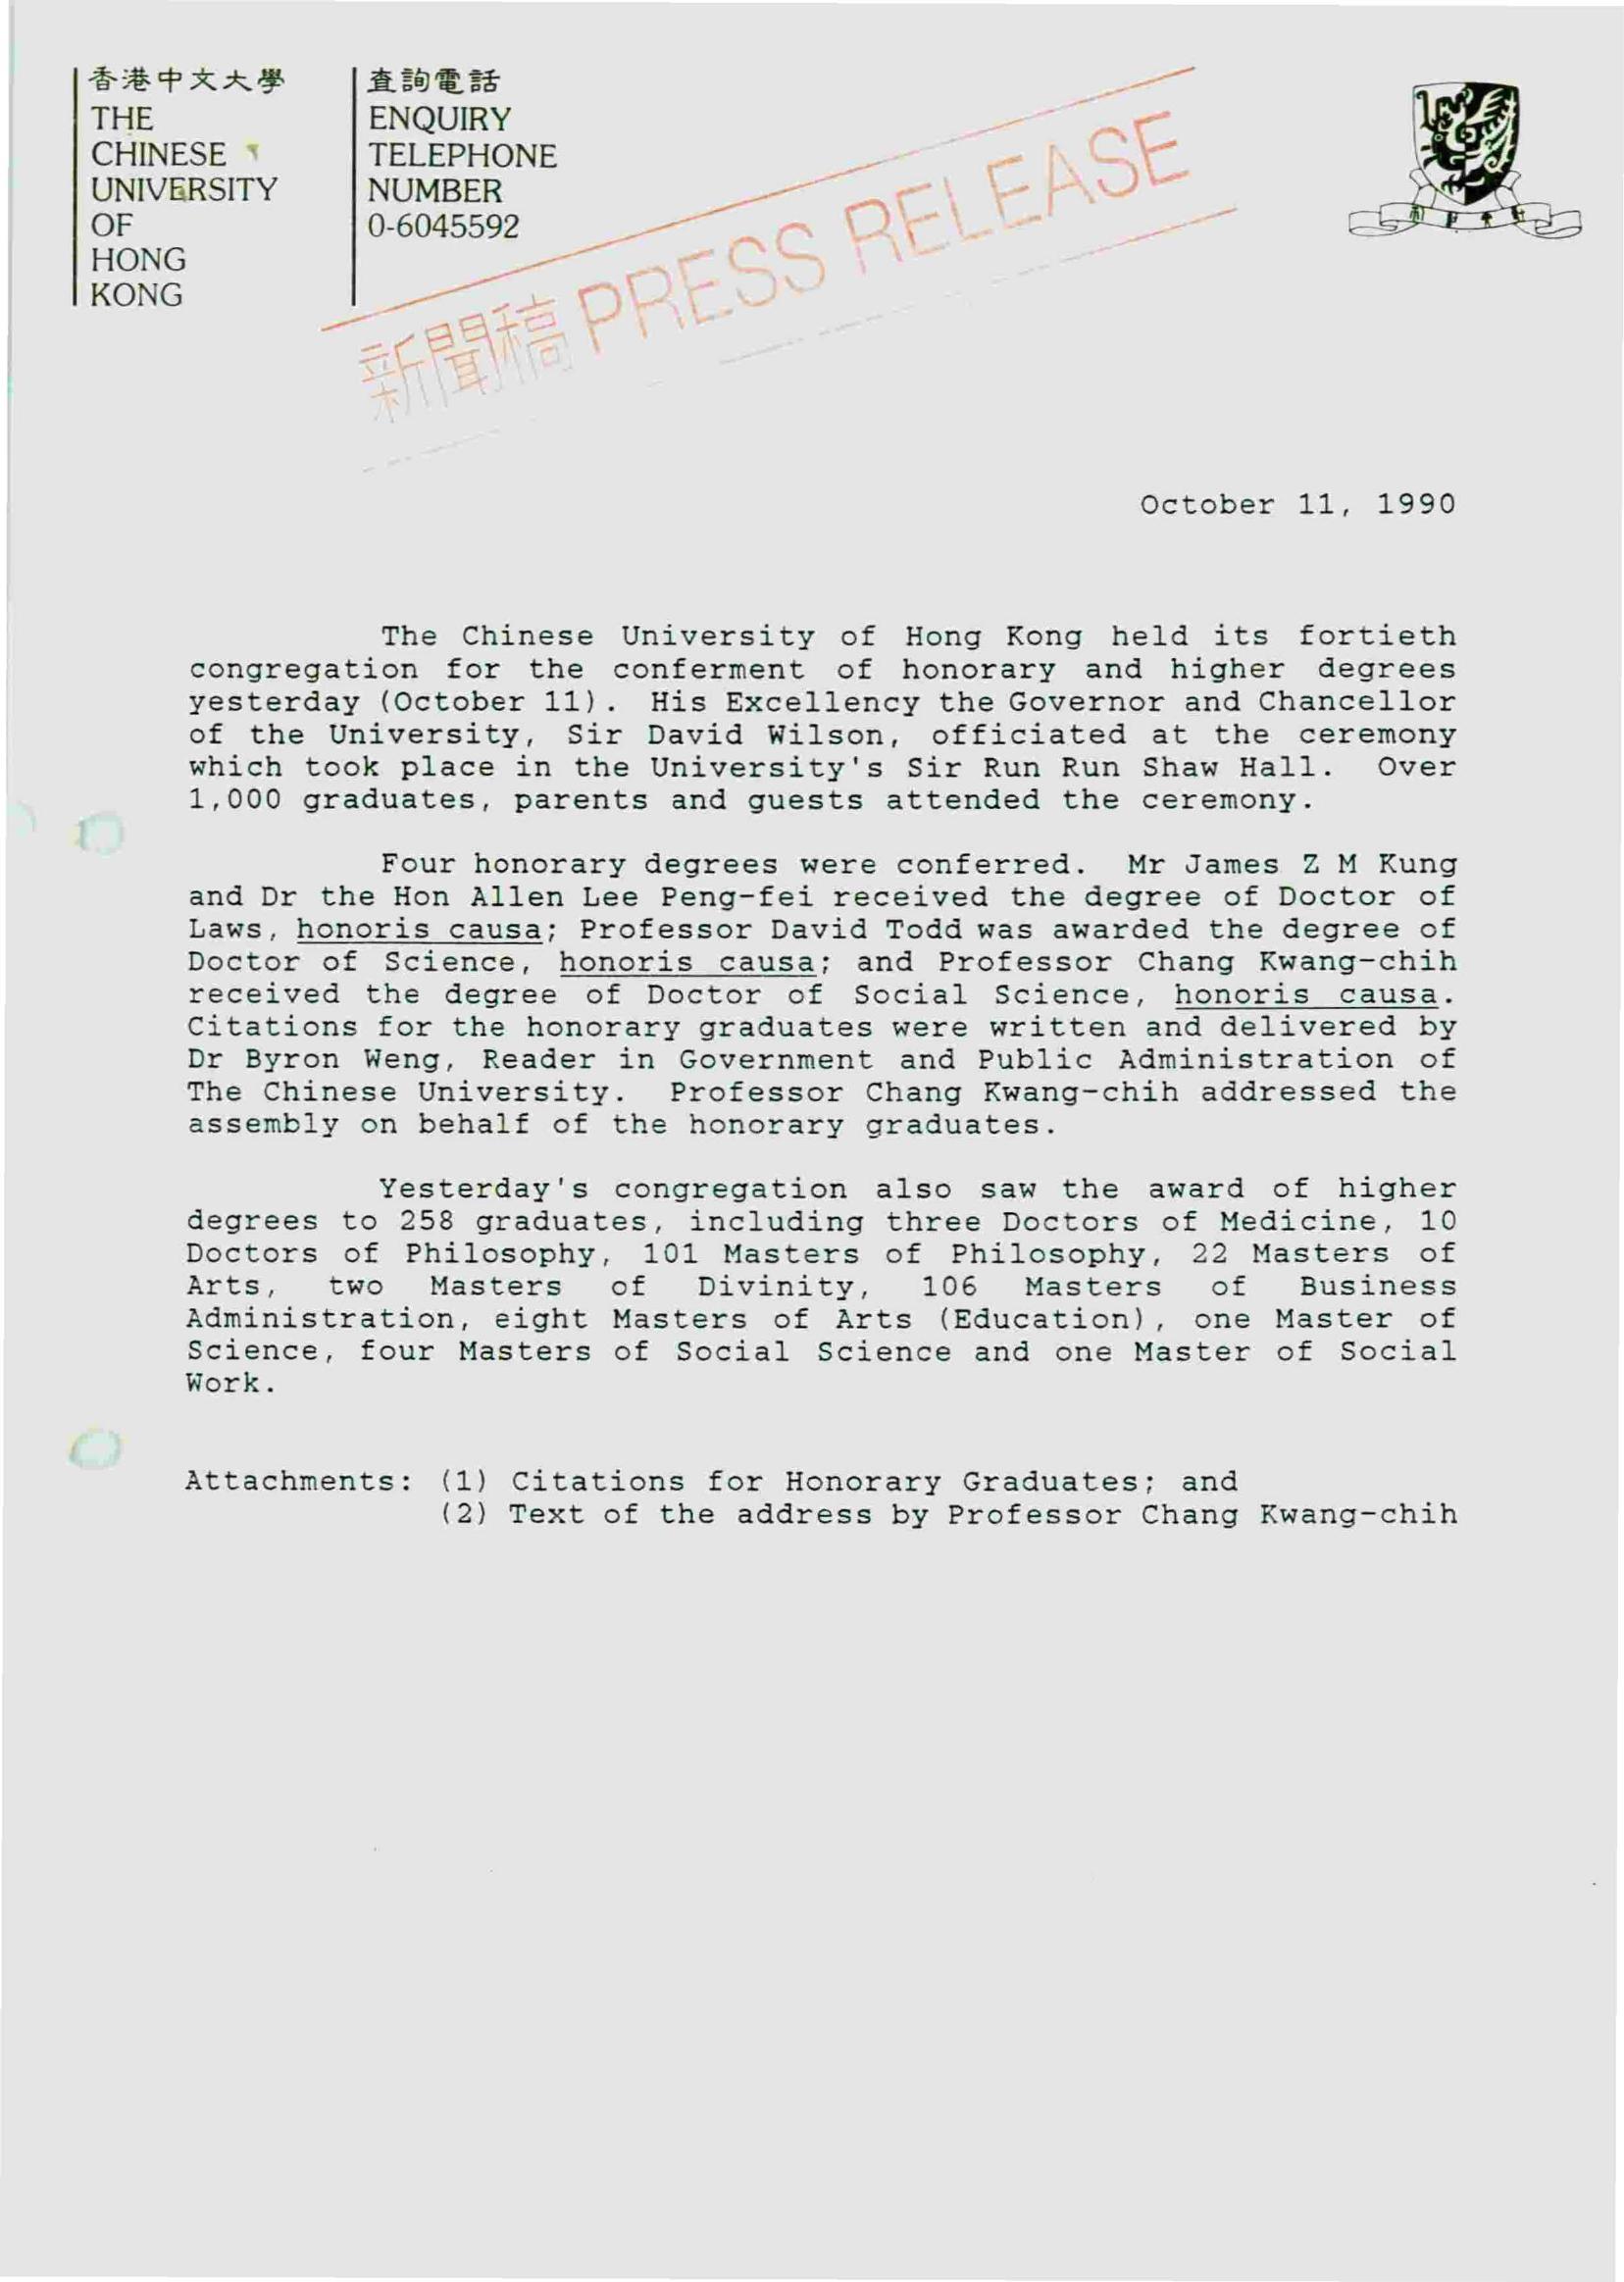 香港中文大學
THE
CHINESE
UNIVERSITY
OF
HONG
KONG
查詢電話
ENQUIRY
TELEPHONE
NUMBER
0-6045592
新聞稿 PRESS RELEASE
October 11, 1990
The Chinese University of Hong Kong held its fortieth
congregation for the conferment of honorary and higher degrees
yesterday (October 11). His Excellency the Governor and Chancellor
of the University, Sir David Wilson, officiated at the ceremony
which took place in the University's Sir Run Run Shaw Hall. Over
1,000 graduates, parents and guests attended the ceremony.
Four honorary degrees were conferred. Mr James Z M Kung
and Dr the Hon Allen Lee Peng-fei received the degree of Doctor of
Laws, honoris causa; Professor David Todd was awarded the degree of
Doctor of Science, honoris causa; and Professor Chang Kwang-chih
received the degree of Doctor of Social Science, honoris causa.
Citations for the honorary graduates were written and delivered by
Dr Byron Weng, Reader in Government and Public Administration of
The Chinese University. Professor Chang Kwang-chih addressed the
assembly on behalf of the honorary graduates.
Yesterday's congregation also saw the award of higher
degrees to 258 graduates, including three Doctors of Medicine, 10
Doctors of Philosophy, 101 Masters of Philosophy, 22 Masters of
Arts, two Masters of Divinity, 106 Masters of Business
Administration, eight Masters of Arts (Education), one Master of
Science, four Masters of Social Science and one Master of Social
Work.
Attachments: (1) Citations for Honorary Graduates; and
(2) Text of the address by Professor Chang Kwang-chih